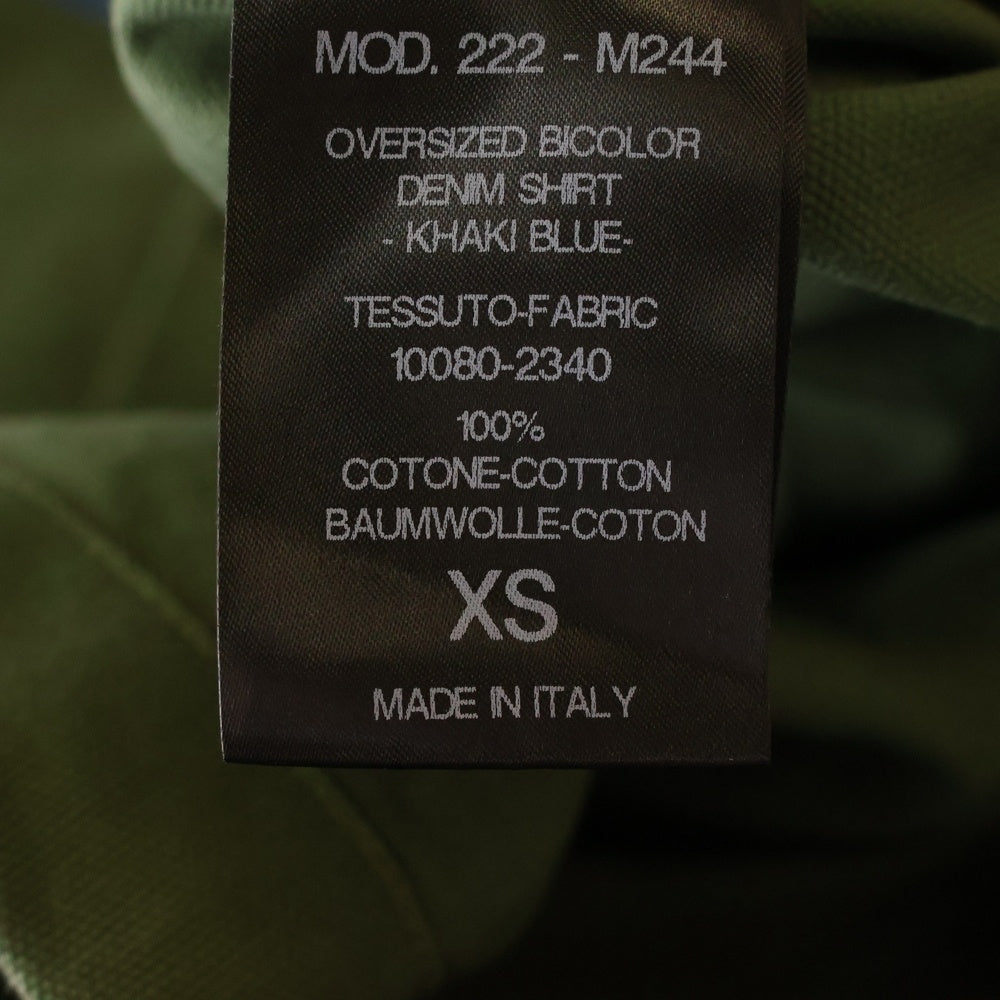 MOD. 222 - M244
OVERSIZED BICOLOR
DENIM SHIRT
- KHAKI BLUE-
TESSUTO-FABRIC
10080-2340
100%
COTONE-COTTON
BAUMWOLLE-COTON
XS
MADE IN ITALY